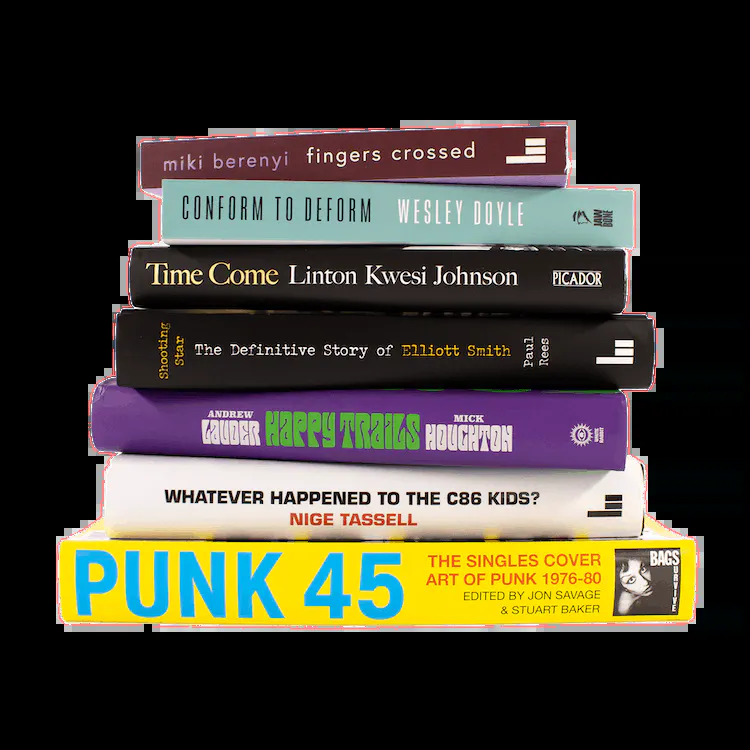 miki berenyi fingers crossed
CONFORM TO DEFORM WESLEY DOYLE JAW BONE
Time Come Linton Kwesi Johnson PICADOR
Shooting Star The Definitive Story of Elliott Smith Paul Rees
ANDREW LAUDER HAPPY TRAILS MICK HOUGHTON
WHATEVER HAPPENED TO THE C86 KIDS?
NIGE TASSELL
PUNK 45
THE SINGLES COVER
ART OF PUNK 1976-80
EDITED BY JON SAVAGE
& STUART BAKER
BAGS
SURVIVE